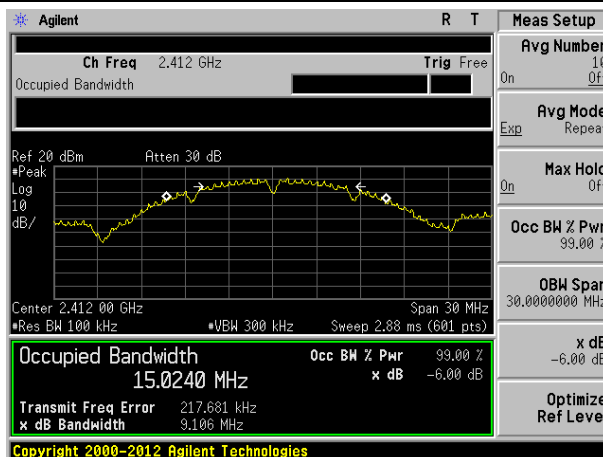 Agilent R T
Meas Setup
Ch Freq 2.412 GHz Trig Free
Occupied Bandwidth
Ref 20 dBm Atten 30 dB
#Peak
Log
10
dB/
Center 2.412 00 GHz Span 30 MHz
#Res BW 100 kHz #VBW 300 kHz Sweep 2.88 ms (601 pts)
Occupied Bandwidth
15.0240 MHz
Occ BW % Pwr 99.00 %
x dB -6.00 dB
Transmit Freq Error 217.681 kHz
x dB Bandwidth 9.106 MHz
Copyright 2000-2012 Agilent Technologies
Avg Number
10
On Off
Avg Mode
Exp Repeat
Max Hold
On Off
Occ BW % Pwr
99.00 %
OBW Span
30.0000000 MHz
x dB
-6.00 dB
Optimize
Ref Level